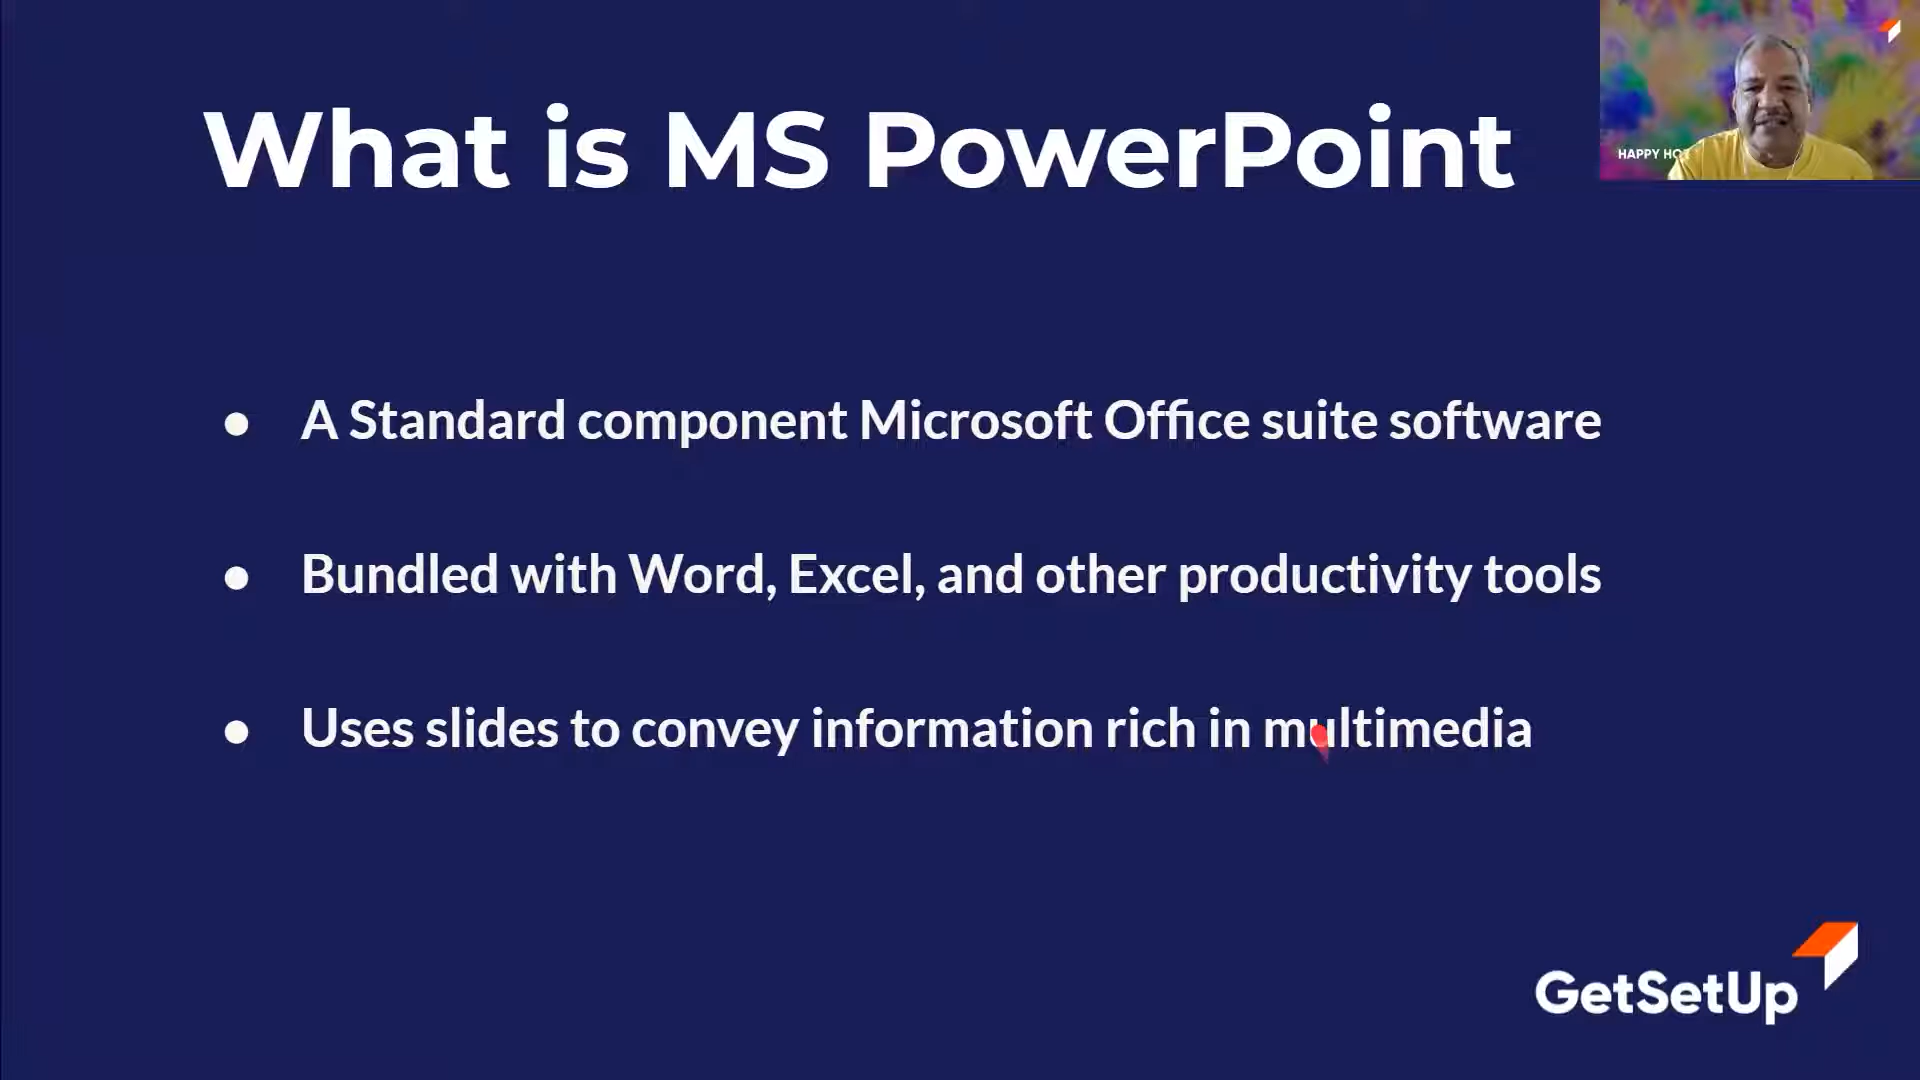 What is MS PowerPoint
HAPPY
● A Standard component Microsoft Office suite software
● Bundled with Word, Excel, and other productivity tools
● Uses slides to convey information rich in multimedia
GetSetUp